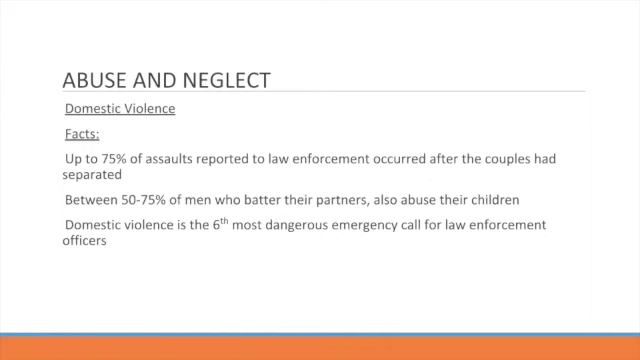 ABUSE AND NEGLECT
Domestic Violence
Facts:
Up to 75% of assaults reported to law enforcement occurred after the couples had
separated
Between 50-75% of men who batter their partners, also abuse their children
Domestic violence is the 6th most dangerous emergency call for law enforcement
officers